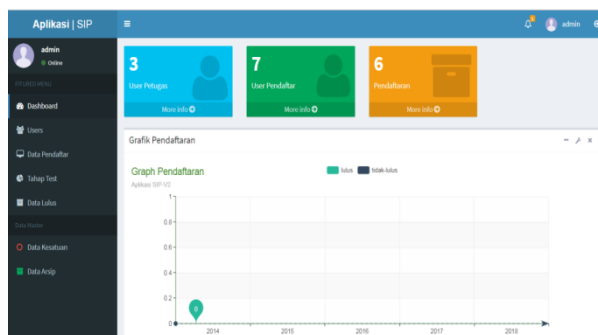 Aplikasi | SIP
admin
admin
Online
Dashboard
Users
Data Pendaftar
Tahap Test
Data Lulus
Data Master
Data Kesatuan
Data Arsip
3
User Petugas
More info
7
User Pendaftar
More info
6
Pendaftaran
More info
Grafik Pendaftaran
Graph Pendaftaran
Aplikasi SIP V2
lulus
tidak-lulus
1
0.8
0.6
0.4
0.2
0
0
2014
2015
2016
2017
2018